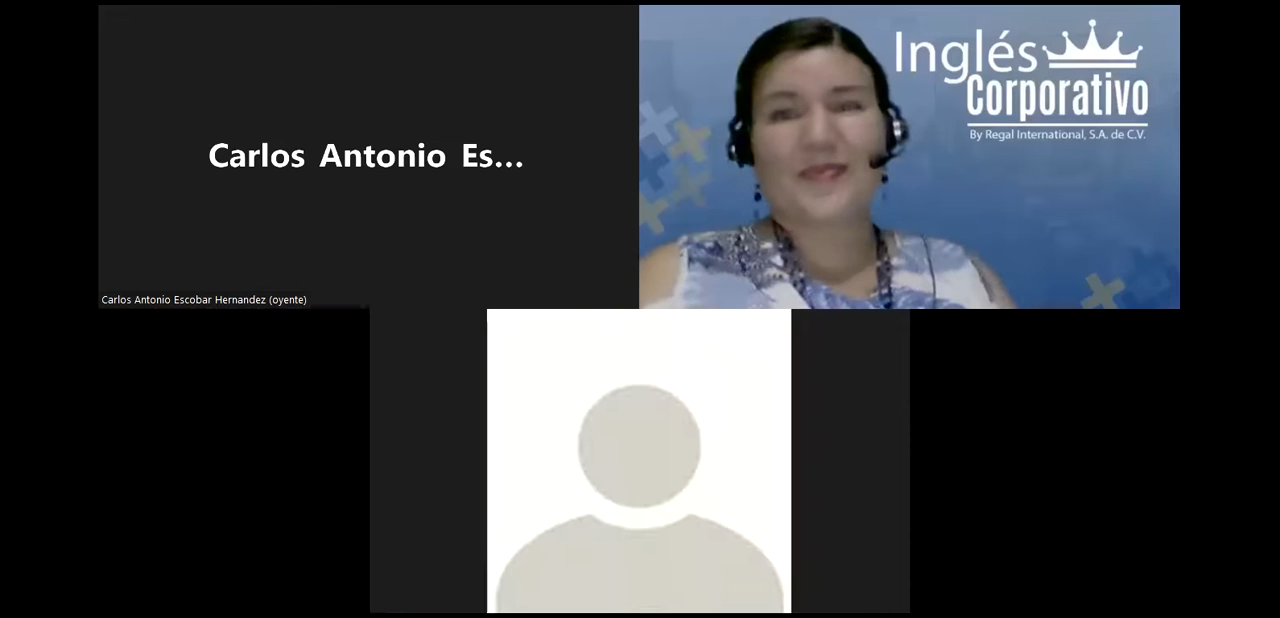 Carlos Antonio Es...
Carlos Antonio Escobar Hernandez (oyente)
Inglés
Corporativo
By Regal International, S.A. de C.V.